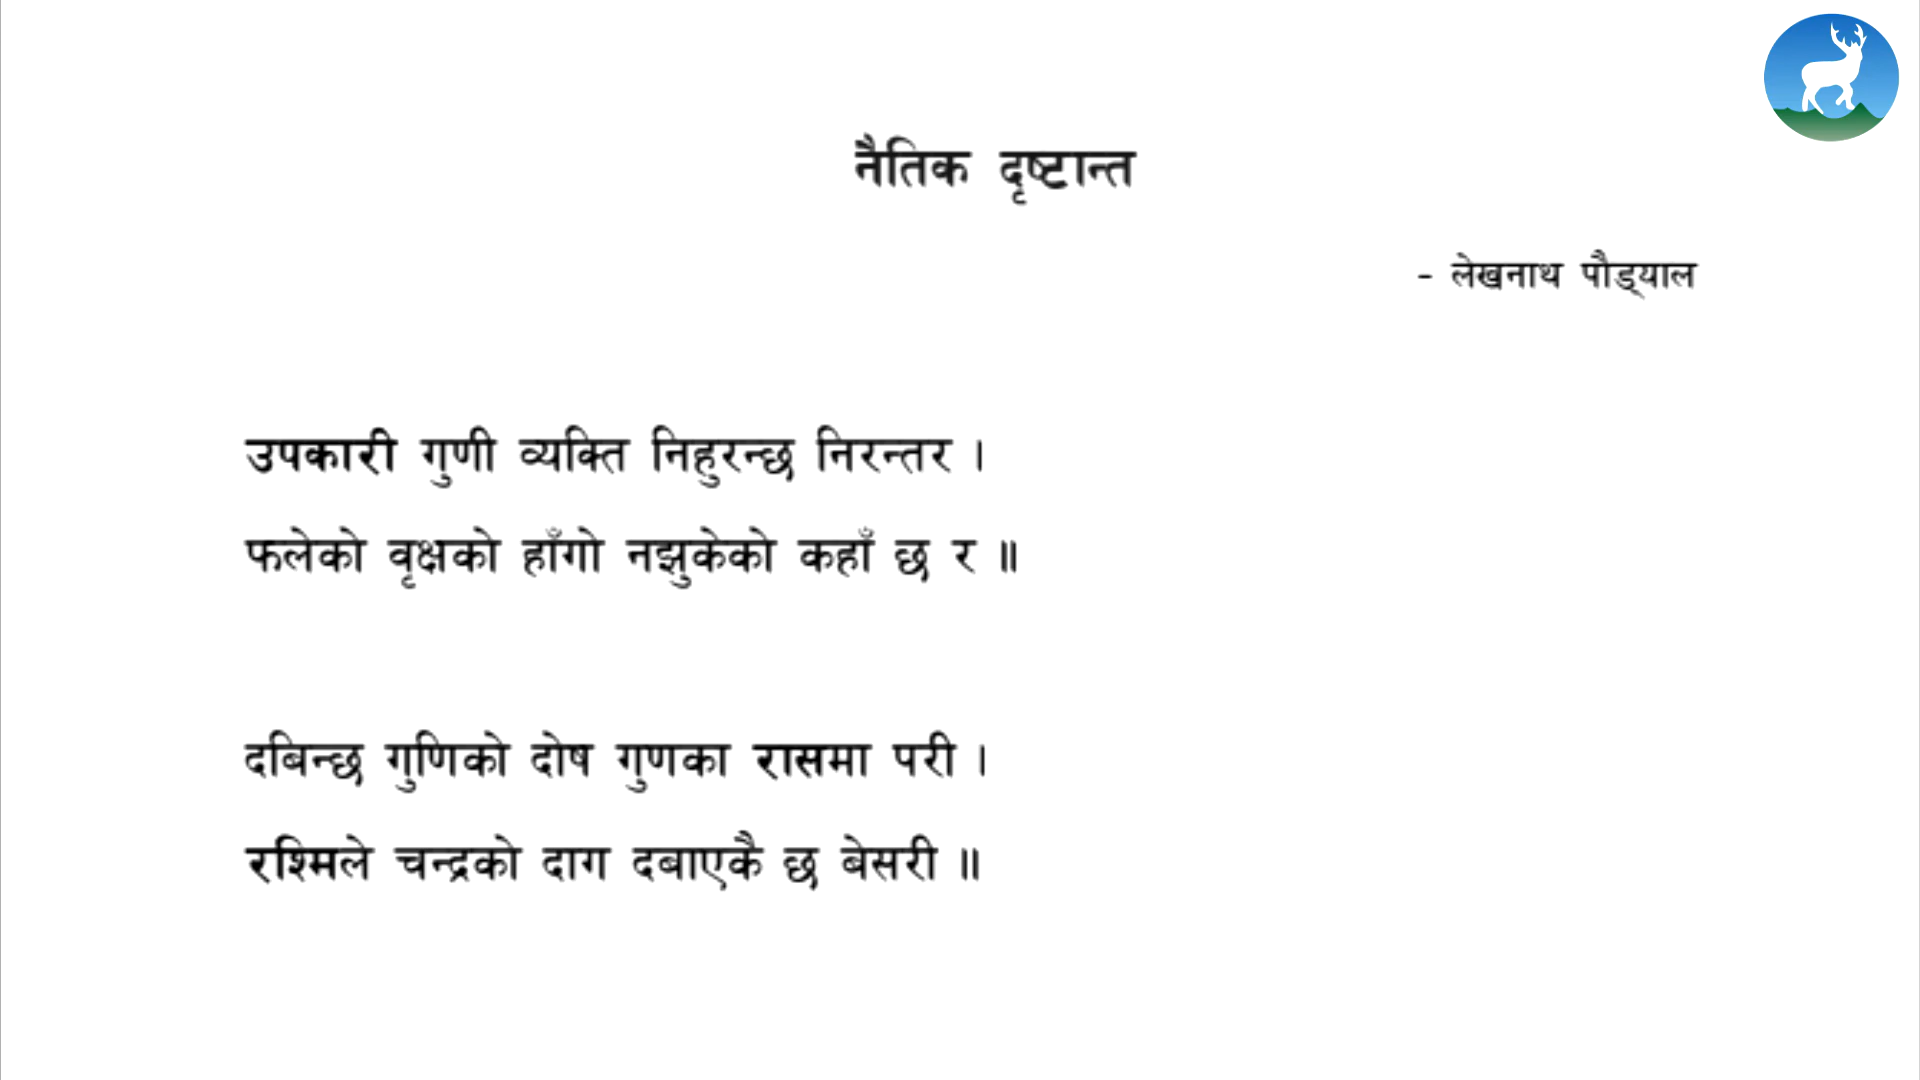 नैतिक दृष्टान्त
- लेखनाथ पौड्याल
उपकारी गुणी व्यक्ति निहुरन्छ निरन्तर ।
फलेको वृक्षको हाँगो नझुकेको कहाँ छ र ॥
दबिन्छ गुणिको दोष गुणका रासमा परी ।
रश्मिले चन्द्रको दाग दबाएकै छ बेसरी ॥